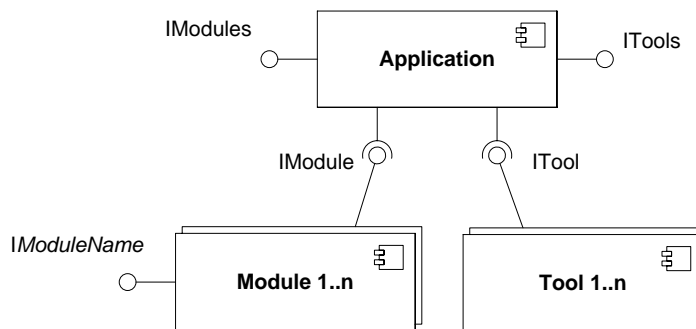 IModules
Application
ITools
IModule
ITool
IModuleName
Module 1..n
Tool 1..n